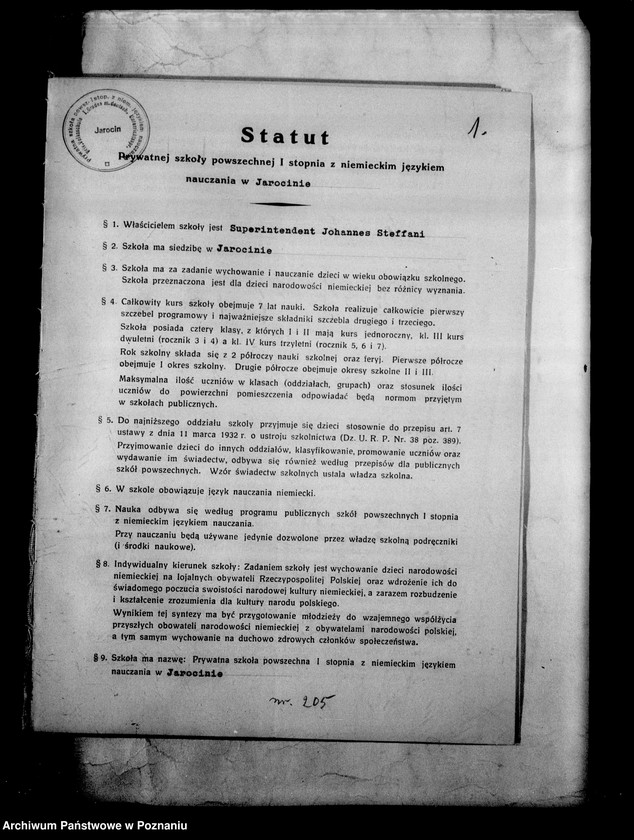 1.
Jarocin
Statut
Prywatnej szkoły powszechnej I stopnia z niemieckim językiem
nauczania w Jarocinie
§ 1. Właścicielem szkoły jest Superintendent Johannes Steffani
§ 2. Szkoła ma siedzibę w Jarocinie
§ 3. Szkoła ma za zadanie wychowanie i nauczanie dzieci w wieku obowiązku szkolnego.
Szkoła przeznaczona jest dla dzieci narodowości niemieckiej bez różnicy wyznania.
§ 4. Całkowity kurs szkoły obejmuje 7 lat nauki. Szkoła realizuje całkowicie pierwszy
szczebel programowy i najważniejsze składniki szczebla drugiego i trzeciego.
Szkoła posiada cztery klasy, z których I i II mają kurs jednoroczny, kl. III kurs
dwuletni (rocznik 3 i 4) a kl. IV kurs trzyletni (rocznik 5, 6 i 7).
Rok szkolny składa się z 2 półroczy nauki szkolnej oraz feryj. Pierwsze półrocze
obejmuje I okres szkolny. Drugie półrocze obejmuje okresy szkolne II i III.
Maksymalna ilość uczniów w klasach (oddziałach, grupach) oraz stosunek ilości
uczniów do powierzchni pomieszczenia odpowiadać będą normom przyjętym
w szkołach publicznych.
§ 5. Do najniższego oddziału szkoły przyjmuje się dzieci stosownie do przepisu art. 7
ustawy z dnia 11 marca 1932 r. o ustroju szkolnictwa (Dz. U. R. P. Nr. 38 poz. 389).
Przyjmowanie dzieci do innych oddziałów, klasyfikowanie, promowanie uczniów oraz
wydawanie im świadectw, odbywa się również według przepisów dla publicznych
szkół powszechnych. Wzór świadectw szkolnych ustala władza szkolna.
§ 6. W szkole obowiązuje język nauczania niemiecki.
§ 7. Nauka odbywa się według programu publicznych szkół powszechnych I stopnia
z niemieckim językiem nauczania.
Przy nauczaniu będą używane jedynie dozwolone przez władzę szkolną podręczniki
(i środki naukowe).
§ 8. Indywidualny kierunek szkoły: Zadaniem szkoły jest wychowanie dzieci narodowości
niemieckiej na lojalnych obywateli Rzeczypospolitej Polskiej oraz wdrożenie ich do
świadomego poczucia swoistości narodowej kultury niemieckiej, a zarazem rozbudzenie
i kształcenie zrozumienia dla kultury narodu polskiego.
Wynikiem tej syntezy ma być przygotowanie młodzieży do wzajemnego współżycia
przyszłych obowateli narodowości niemieckiej z obywatelami narodowości polskiej,
a tym samym wychowanie na duchowo zdrowych członków społeczeństwa.
§ 9. Szkoła ma nazwę: Prywatna szkoła powszechna I stopnia z niemieckim językiem
nauczania w Jarocinie
nr. 205
Archiwum Państwowe w Poznaniu